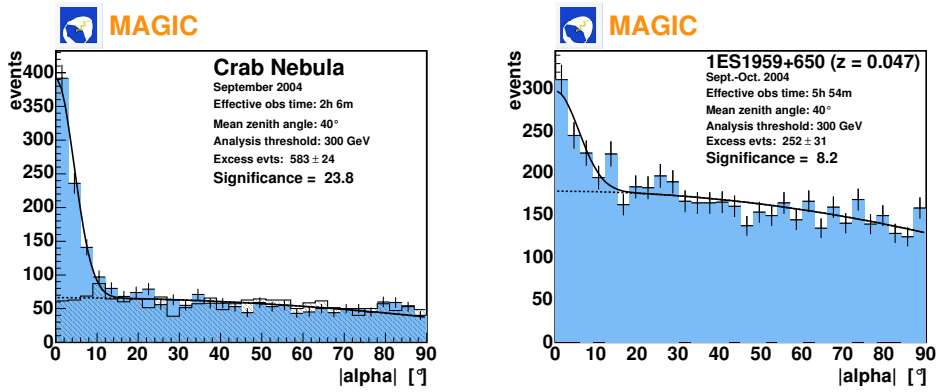 MAGIC
Crab Nebula
September 2004
Effective obs time: 2h 6m
Mean zenith angle: 40°
Analysis threshold: 300 GeV
Excess evts: 583 ± 24
Significance = 23.8
events
400
350
300
250
200
150
100
50
0
0 10 20 30 40 50 60 70 80 90
|alpha| [°]
MAGIC
1ES1959+650 (z = 0.047)
Sept.-Oct. 2004
Effective obs time: 5h 54m
Mean zenith angle: 40°
Analysis threshold: 300 GeV
Excess evts: 252 ± 31
Significance = 8.2
events
300
250
200
150
100
50
0
0 10 20 30 40 50 60 70 80 90
|alpha| [°]